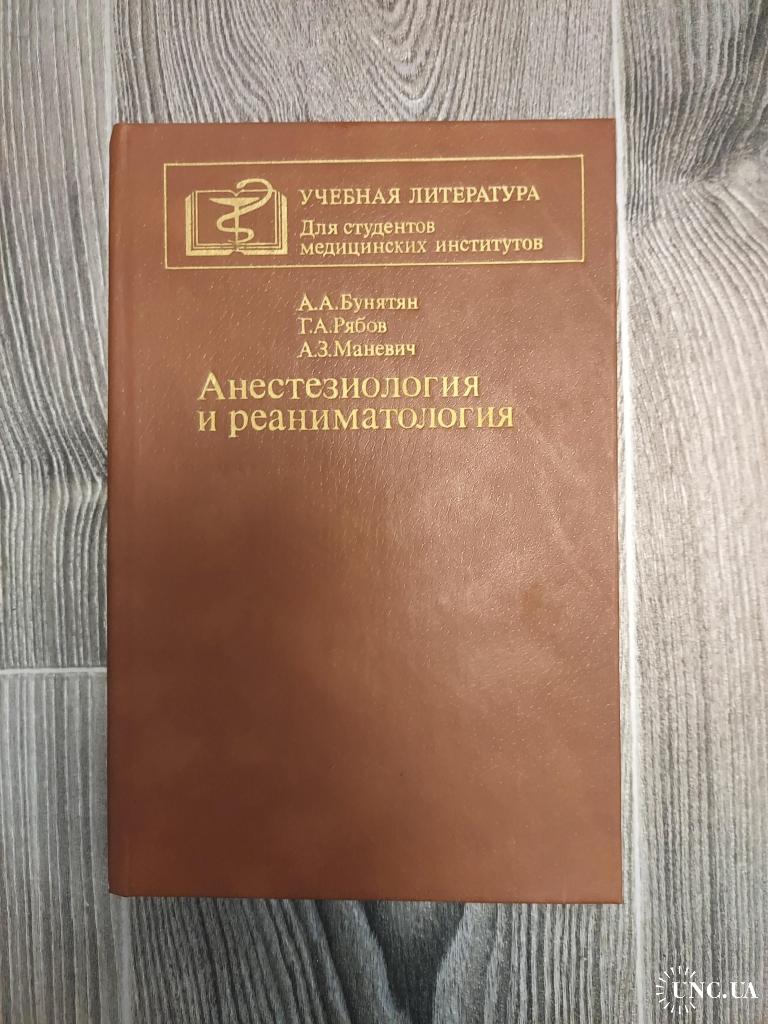 УЧЕБНАЯ ЛИТЕРАТУРА
Для студентов
медицинских институтов
А.А.Бунятян
Г.А.Рябов
А.З.Маневич
Анестезиология
и реаниматология
UNC.UA